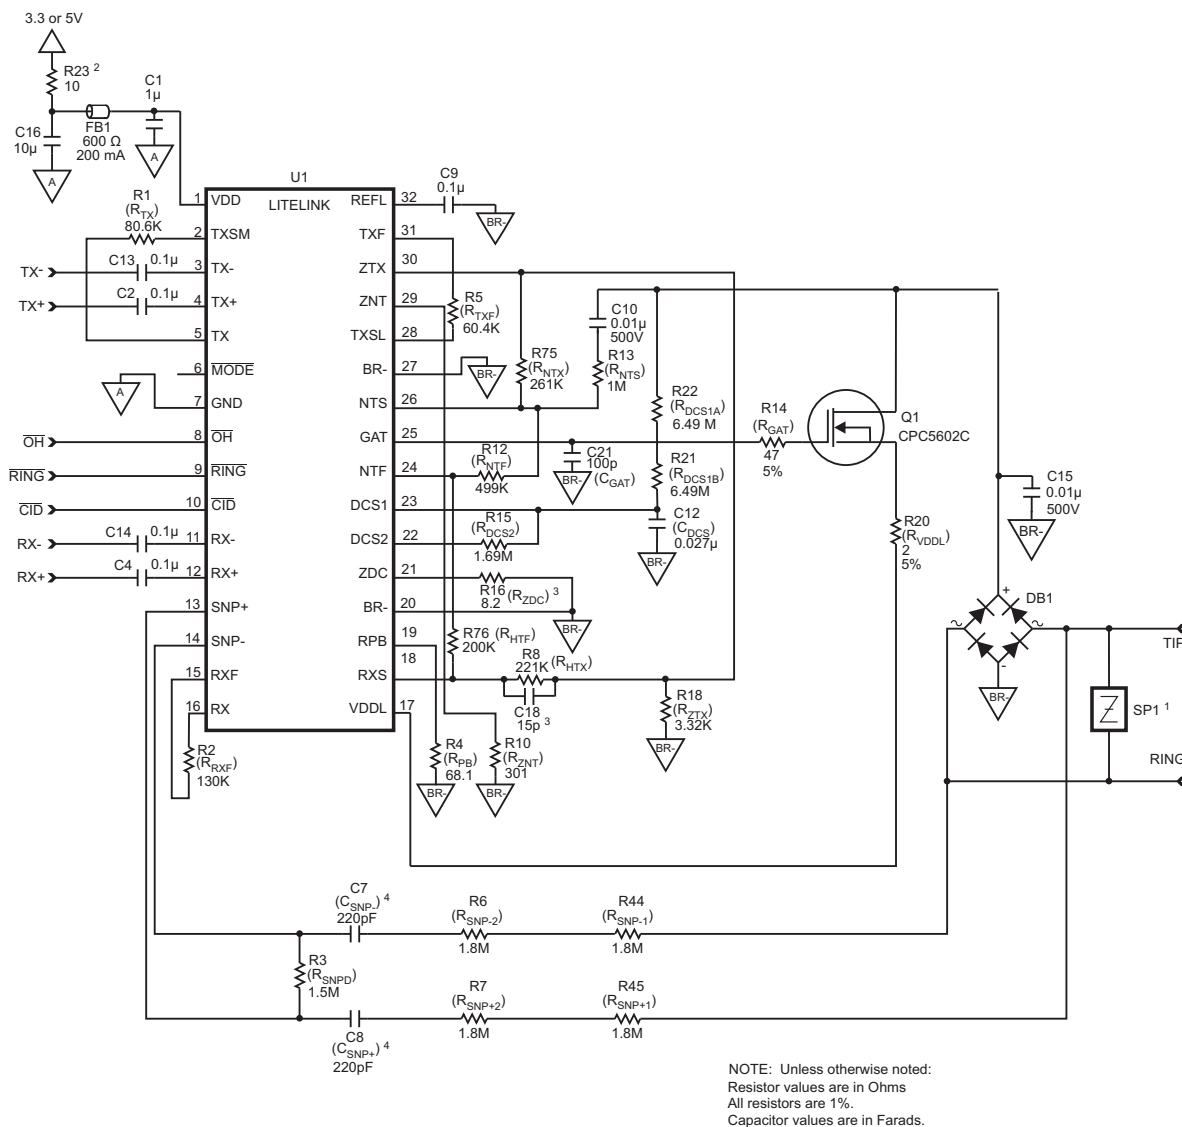 3.3 or 5V
R23 2
10
C1
1µ
C16
10µ
FB1
600 Ω
200 mA
A
A
U1
LITELINK
R1
(RTX)
80.6K
C13 0.1µ
C2 0.1µ
TX-
TX+
OH
RING
CID
RX-
RX+
C14 0.1µ
C4 0.1µ
A
1 VDD
2 TXSM
3 TX-
4 TX+
5 TX
6 MODE
7 GND
8 OH
9 RING
10 CID
11 RX-
12 RX+
13 SNP+
14 SNP-
15 RXF
16 RX
R2
(RRXF)
130K
REFL 32
TXF 31
ZTX 30
ZNT 29
TXSL 28
BR- 27
NTS 26
GAT 25
NTF 24
DCS1 23
DCS2 22
ZDC 21
BR- 20
RPB 19
RXS 18
VDDL 17
C9
0.1µ
BR-
R5
(RTXF)
60.4K
BR-
R75
(RNTX)
261K
C10
0.01µ
500V
R13
(RNTS)
1M
R22
(RDCS1A)
6.49 M
R14
(RGAT)
47
5%
Q1
CPC5602C
R12
(RNTF)
499K
C21
100p
(CGAT)
BR-
R21
(RDCS1B)
6.49M
C15
0.01µ
500V
BR-
R15
(RDCS2)
1.69M
C12
(CDCS)
0.027µ
BR-
R20
(RVDDL)
2
5%
R16
8.2 (RZDC) 3
BR-
R76 (RHTF)
200K
R8
221K (RHTX)
C18
15p 3
R18
(RZTX)
3.32K
BR-
R4
(RPB)
68.1
BR-
R10
(RZNT)
301
BR-
+
DB1
~
~
-
BR-
TIP
SP1 1
RING
C7
(CSNP-) 4
220pF
R6
(RSNP-2)
1.8M
R44
(RSNP-1)
1.8M
R3
(RSNPD)
1.5M
R7
(RSNP+2)
1.8M
R45
(RSNP+1)
1.8M
C8
(CSNP+) 4
220pF
NOTE: Unless otherwise noted:
Resistor values are in Ohms
All resistors are 1%.
Capacitor values are in Farads.